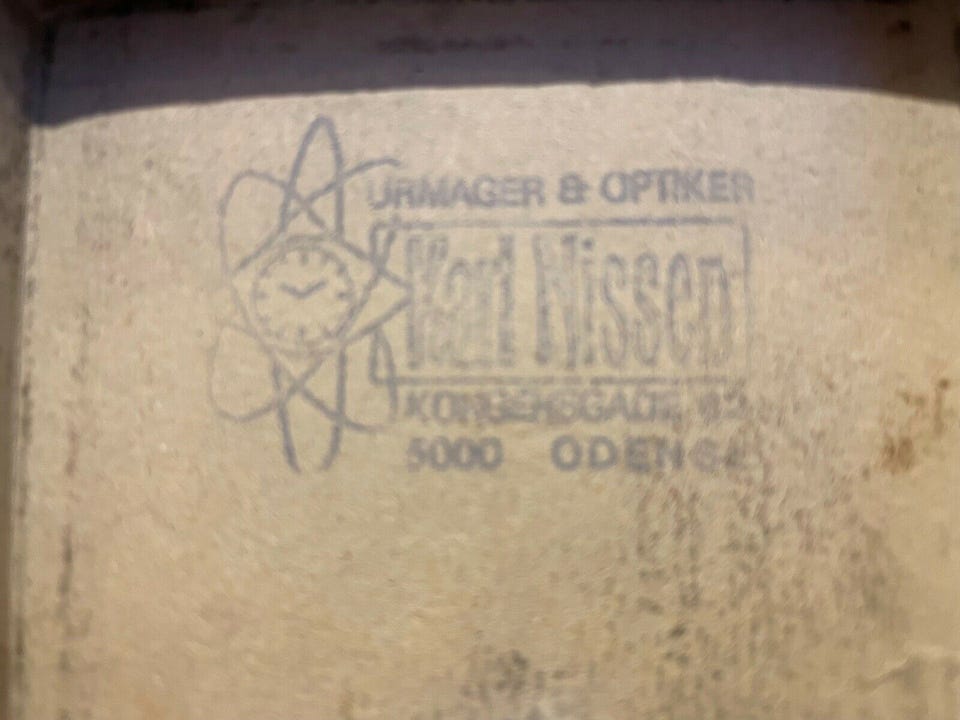 URMAGER & OPTIKER
Karl Nissen
KONGENSGADE
5000 ODENSE